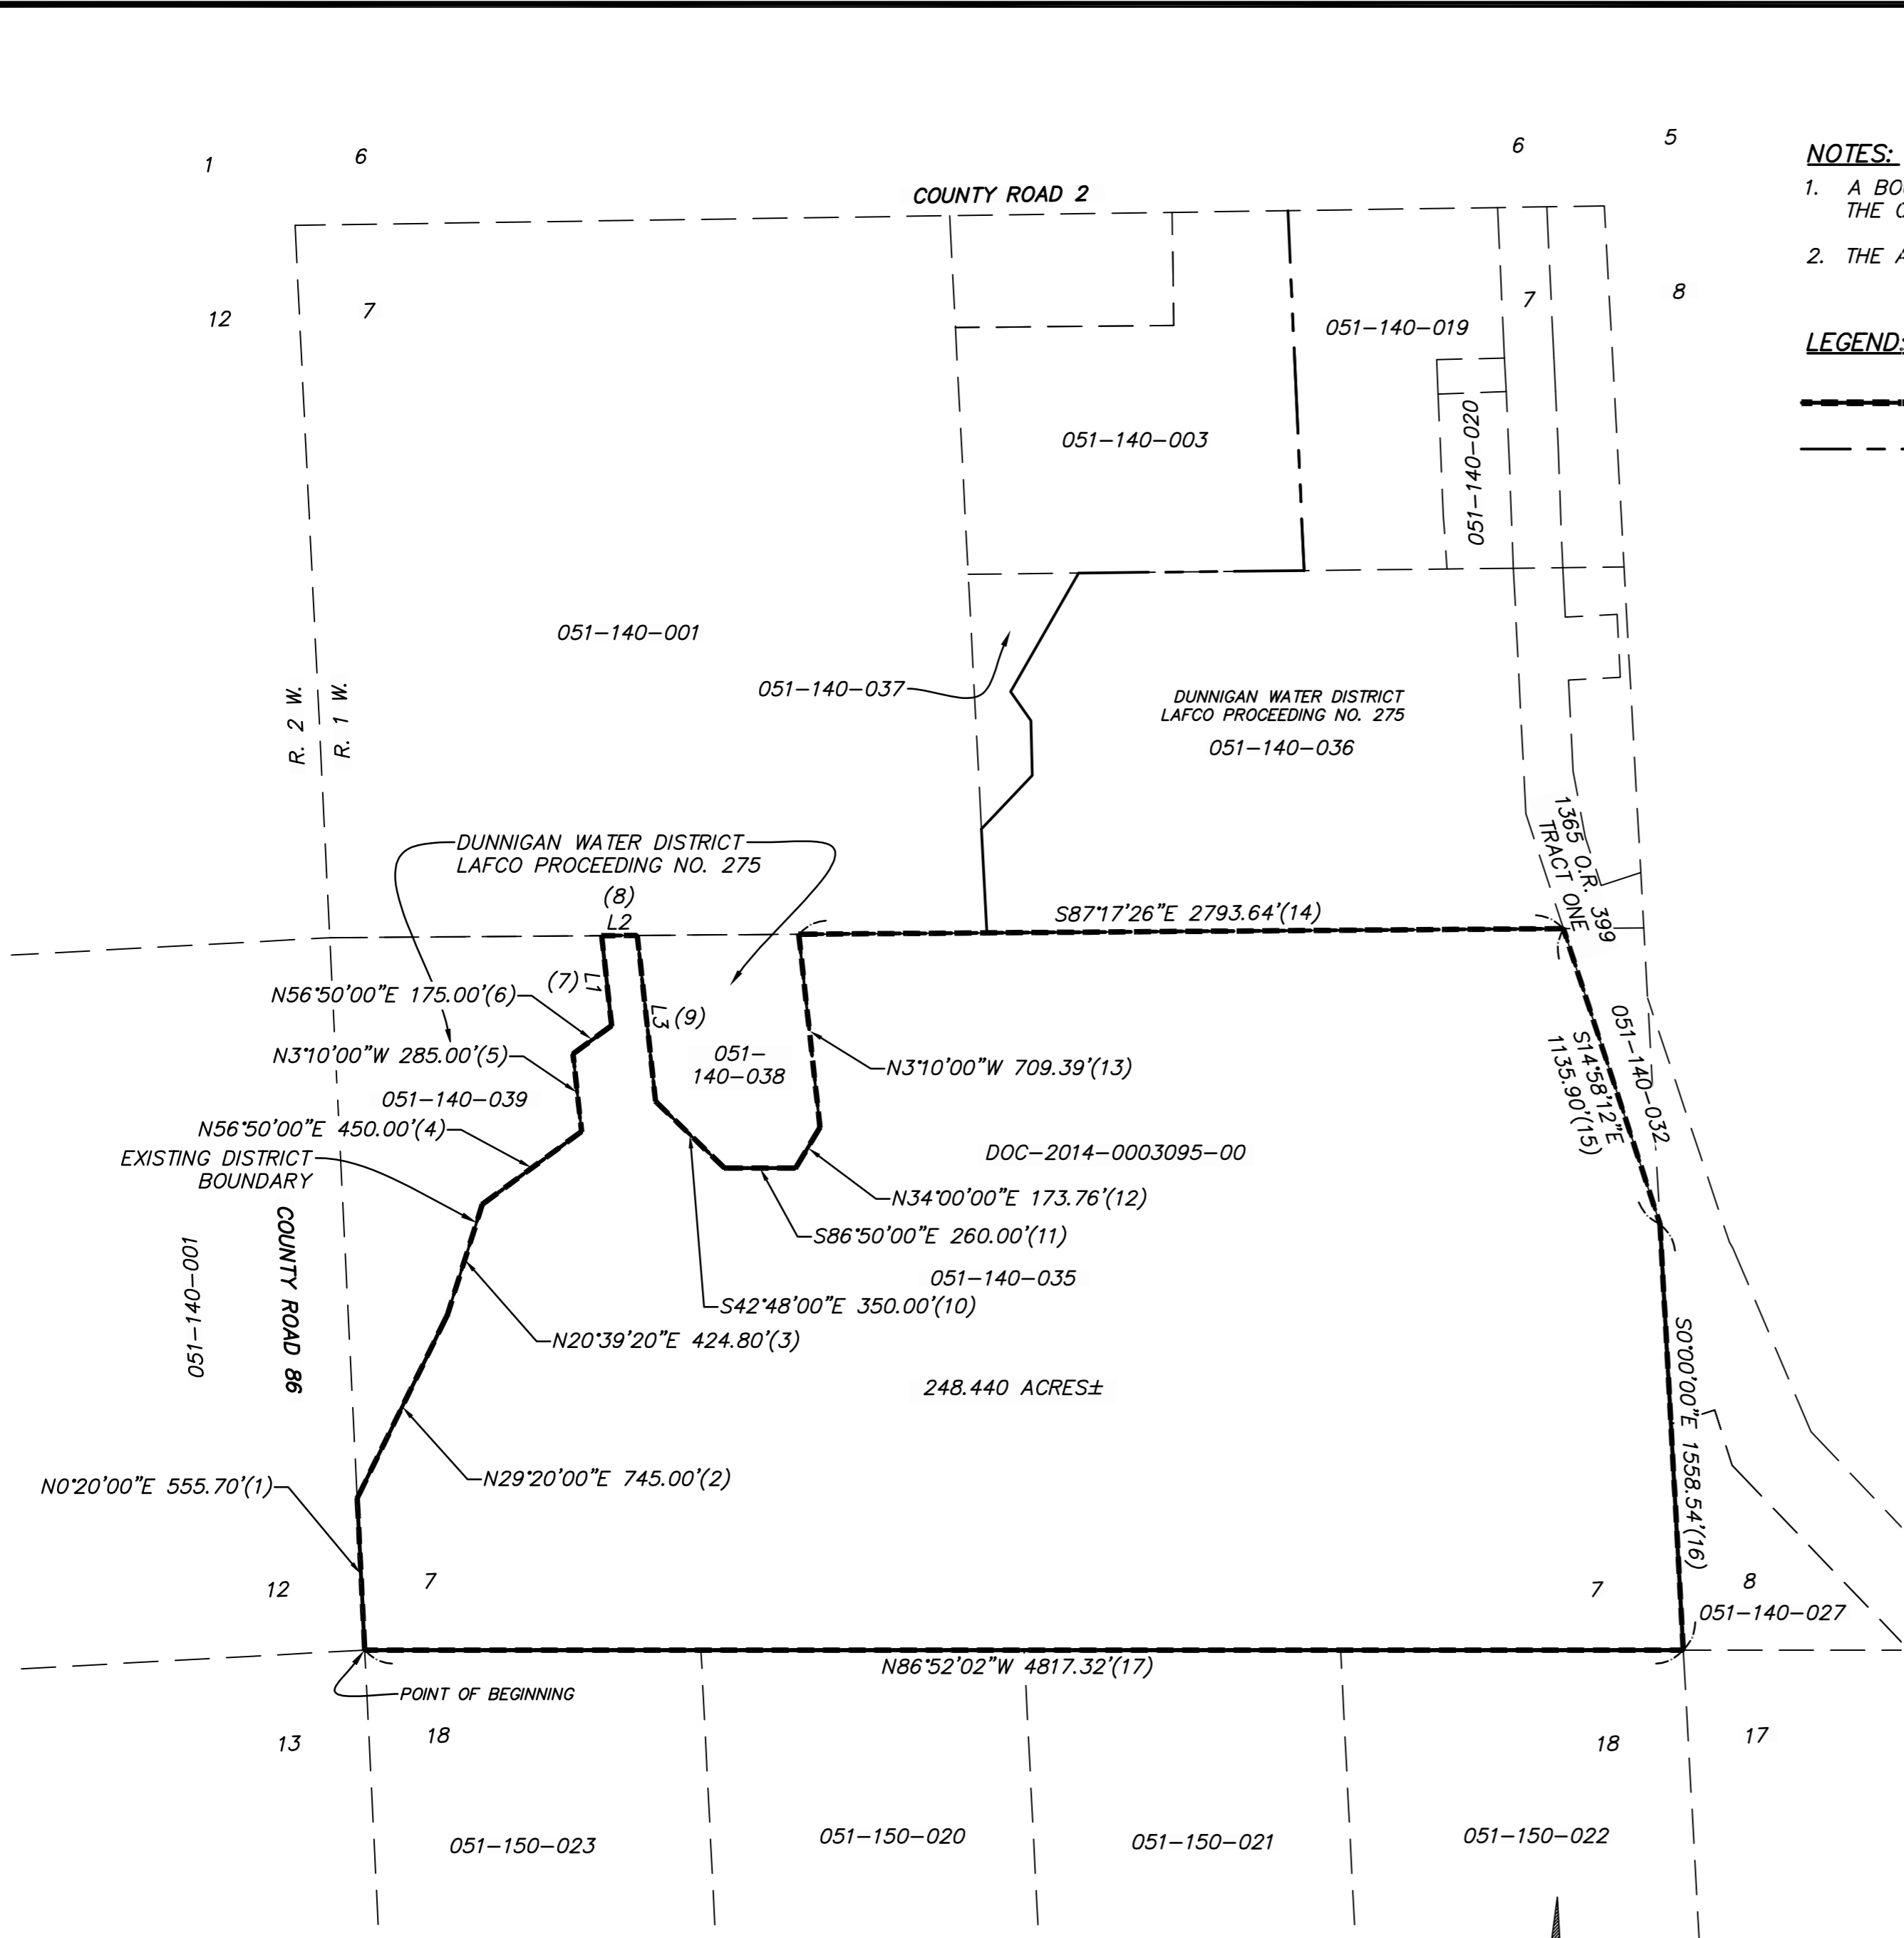 5
6
6
1
NOTES:
1. A BO
THE
COUNTY ROAD 2
2. THE A
8
7
7
12
051-140-019
LEGEND:
051-140-020
051-140-003
051-140-001
R. 2 W.
R. 1 W.
051-140-037
DUNNIGAN WATER DISTRICT
LAFCO PROCEEDING NO. 275
051-140-036
1365 O.R. 399
TRACT ONE
DUNNIGAN WATER DISTRICT
LAFCO PROCEEDING NO. 275
(8)
L2
S87°17'26"E 2793.64'(14)
(7) L1
N56°50'00"E 175.00'(6)
L3 (9)
N3°10'00"W 285.00'(5)
051-
140-038
N3°10'00"W 709.39'(13)
051-140-032
S14°58'12"E
1135.90'(15)
051-140-039
N56°50'00"E 450.00'(4)
EXISTING DISTRICT
BOUNDARY
DOC-2014-0003095-00
N34°00'00"E 173.76'(12)
S86°50'00"E 260.00'(11)
051-140-035
S42°48'00"E 350.00'(10)
N20°39'20"E 424.80'(3)
051-140-001
COUNTY ROAD 86
248.440 ACRES±
S0°00'00"E 1558.54'(16)
N29°20'00"E 745.00'(2)
N0°20'00"E 555.70'(1)
12
7
7
8
051-140-027
N86°52'02"W 4817.32'(17)
POINT OF BEGINNING
13
18
18
17
051-150-023
051-150-020
051-150-021
051-150-022